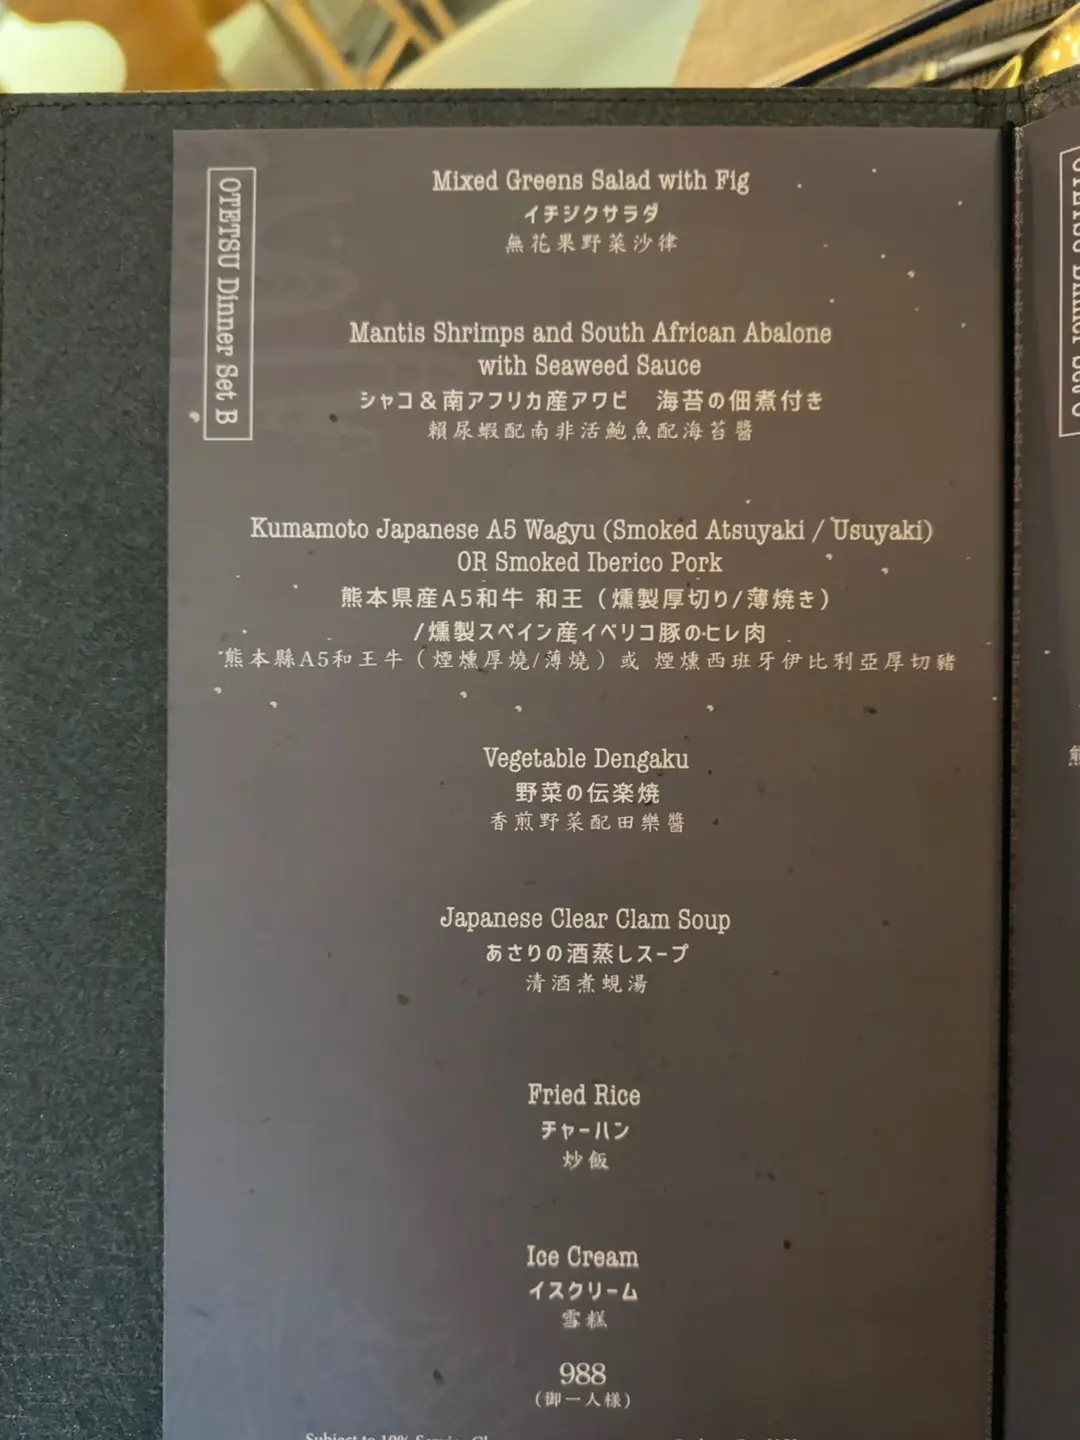 OTETSU Dinner Set B
Mixed Greens Salad with Fig
イチジクサラダ
無花果野菜沙律
Mantis Shrimps and South African Abalone
with Seaweed Sauce
シャコ＆南アフリカ産アワビ　海苔の佃煮付き
賴尿蝦配南非活鮑魚配海苔醬
Kumamoto Japanese A5 Wagyu (Smoked Atsuyaki / Usuyaki)
OR Smoked Iberico Pork
熊本県産A5和牛 和王（燻製厚切り/薄焼き）
/燻製スペイン産イベリコ豚のヒレ肉
熊本縣A5和王牛（煙燻厚燒/薄燒）或 煙燻西班牙伊比利亞厚切豬
Vegetable Dengaku
野菜の伝楽焼
香煎野菜配田樂醬
Japanese Clear Clam Soup
あさりの酒蒸しスープ
清酒煮蜆湯
Fried Rice
チャーハン
炒飯
Ice Cream
イスクリーム
雪糕
988
（御一人様）
Subject to 10%